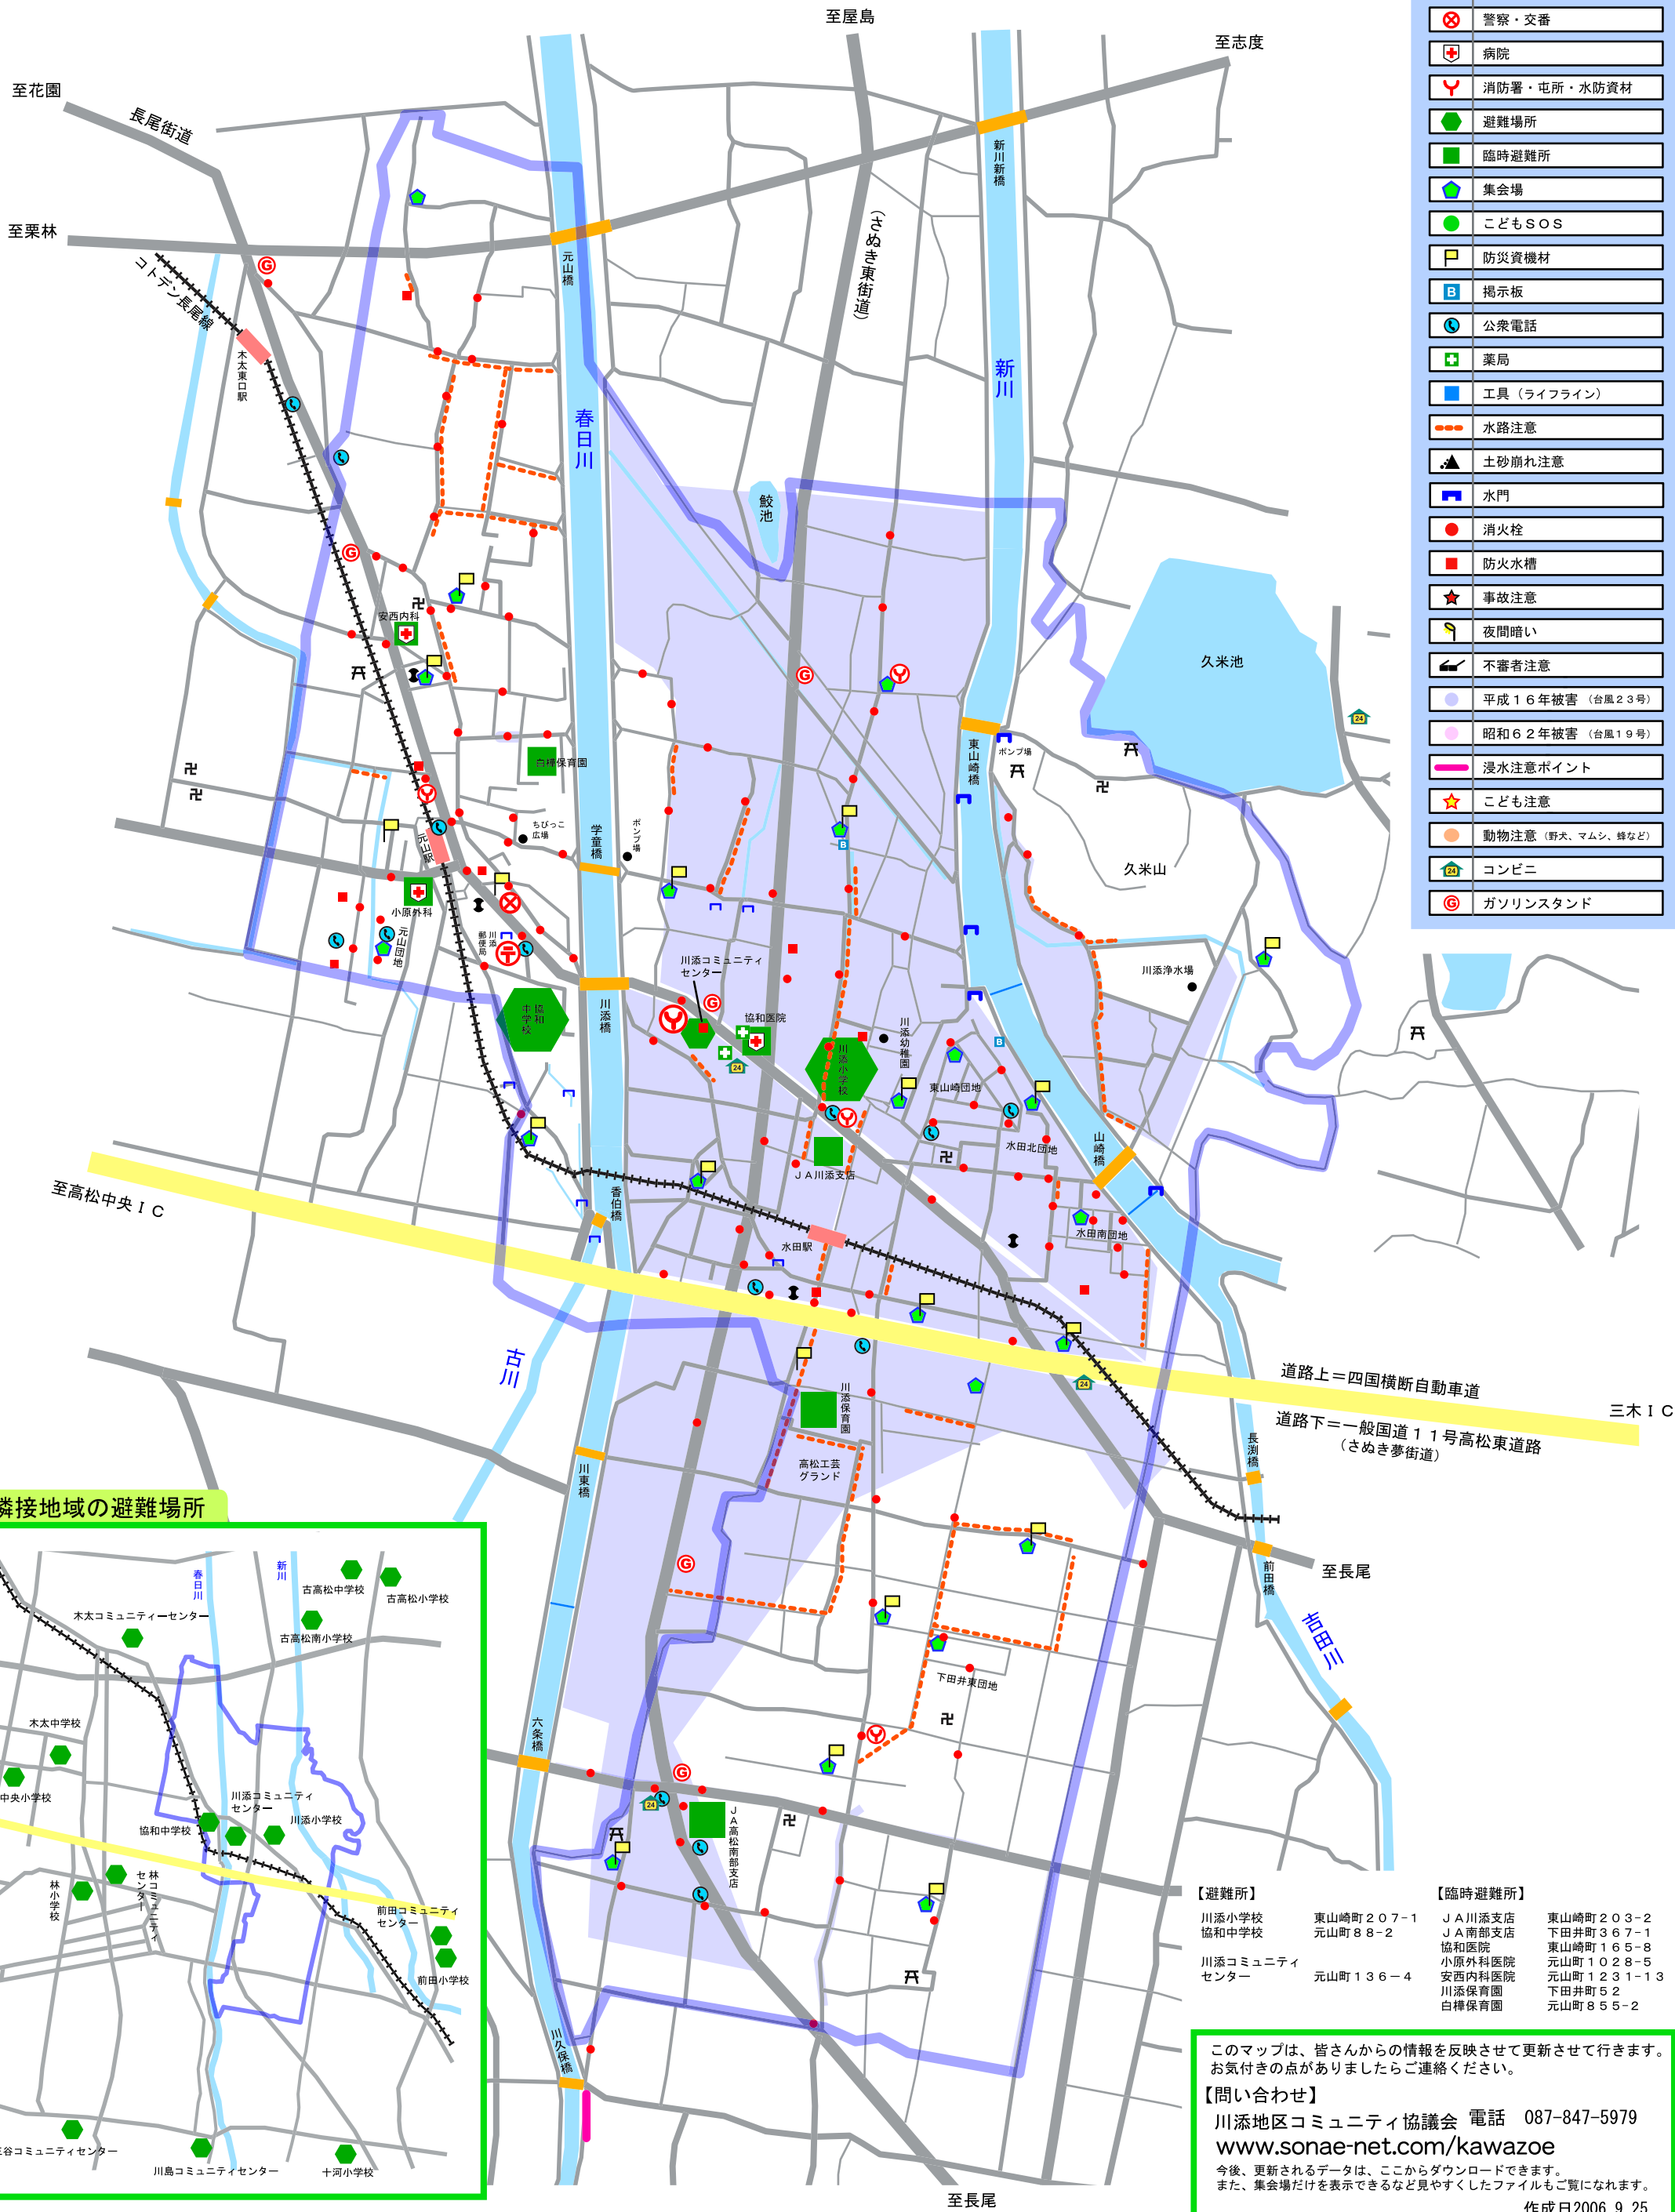 至屋島
至志度
至花園
長尾街道
至栗林
コトデン長尾線
木太東口駅
元山橋
新川新橋
（さぬき東街道）
春日川
新川
鮫池
久米池
安西内科
白樺保育園
東山崎橋
ポンプ場
ちびっこ
広場
学童橋
ポンプ場
元山駅
久米山
小原外科
元山団地
川添
郵便局
川添コミュニティ
センター
川添浄水場
協和
中学校
川添橋
協和医院
川添小学校
川添幼稚園
東山崎団地
水田北団地
山崎橋
ＪＡ川添支店
至高松中央ＩＣ
香伯橋
水田駅
水田南団地
古川
道路上＝四国横断自動車道
三木ＩＣ
道路下＝一般国道１１号高松東道路
（さぬき夢街道）
川添保育園
長渕橋
川東橋
高松工芸
グランド
至長尾
前田橋
吉田川
下田井東団地
六条橋
ＪＡ高松南部支店
川久保橋
至長尾
警察・交番
病院
消防署・屯所・水防資材
避難場所
臨時避難所
集会場
こどもＳＯＳ
防災資機材
B 掲示板
公衆電話
薬局
工具（ライフライン）
水路注意
土砂崩れ注意
水門
消火栓
防火水槽
事故注意
夜間暗い
不審者注意
平成１６年被害（台風２３号）
昭和６２年被害（台風１９号）
浸水注意ポイント
こども注意
動物注意（野犬、マムシ、蜂など）
24 コンビニ
G ガソリンスタンド
隣接地域の避難場所
春日川
新川
古高松中学校
古高松小学校
木太コミュニティーセンター
古高松南小学校
木太中学校
中央小学校
川添コミュニティ
センター
協和中学校
川添小学校
林小学校
林コミュニティ
センター
前田コミュニティ
センター
前田小学校
三谷コミュニティセンター
川島コミュニティセンター
十河小学校
【避難所】
川添小学校 東山崎町２０７-１
協和中学校 元山町８８-２
川添コミュニティ
センター 元山町１３６－４
【臨時避難所】
ＪＡ川添支店 東山崎町２０３-２
ＪＡ南部支店 下田井町３６７-１
協和医院 東山崎町１６５-８
小原外科医院 元山町１０２８-５
安西内科医院 元山町１２３１-１３
川添保育園 下田井町５２
白樺保育園 元山町８５５-２
このマップは、皆さんからの情報を反映させて更新させて行きます。
お気付きの点がありましたらご連絡ください。
【問い合わせ】
川添地区コミュニティ協議会 電話 087-847-5979
www.sonae-net.com/kawazoe
今後、更新されるデータは、ここからダウンロードできます。
また、集会場だけを表示できるなど見やすくしたファイルもご覧になれます。
作成日2006.9.25